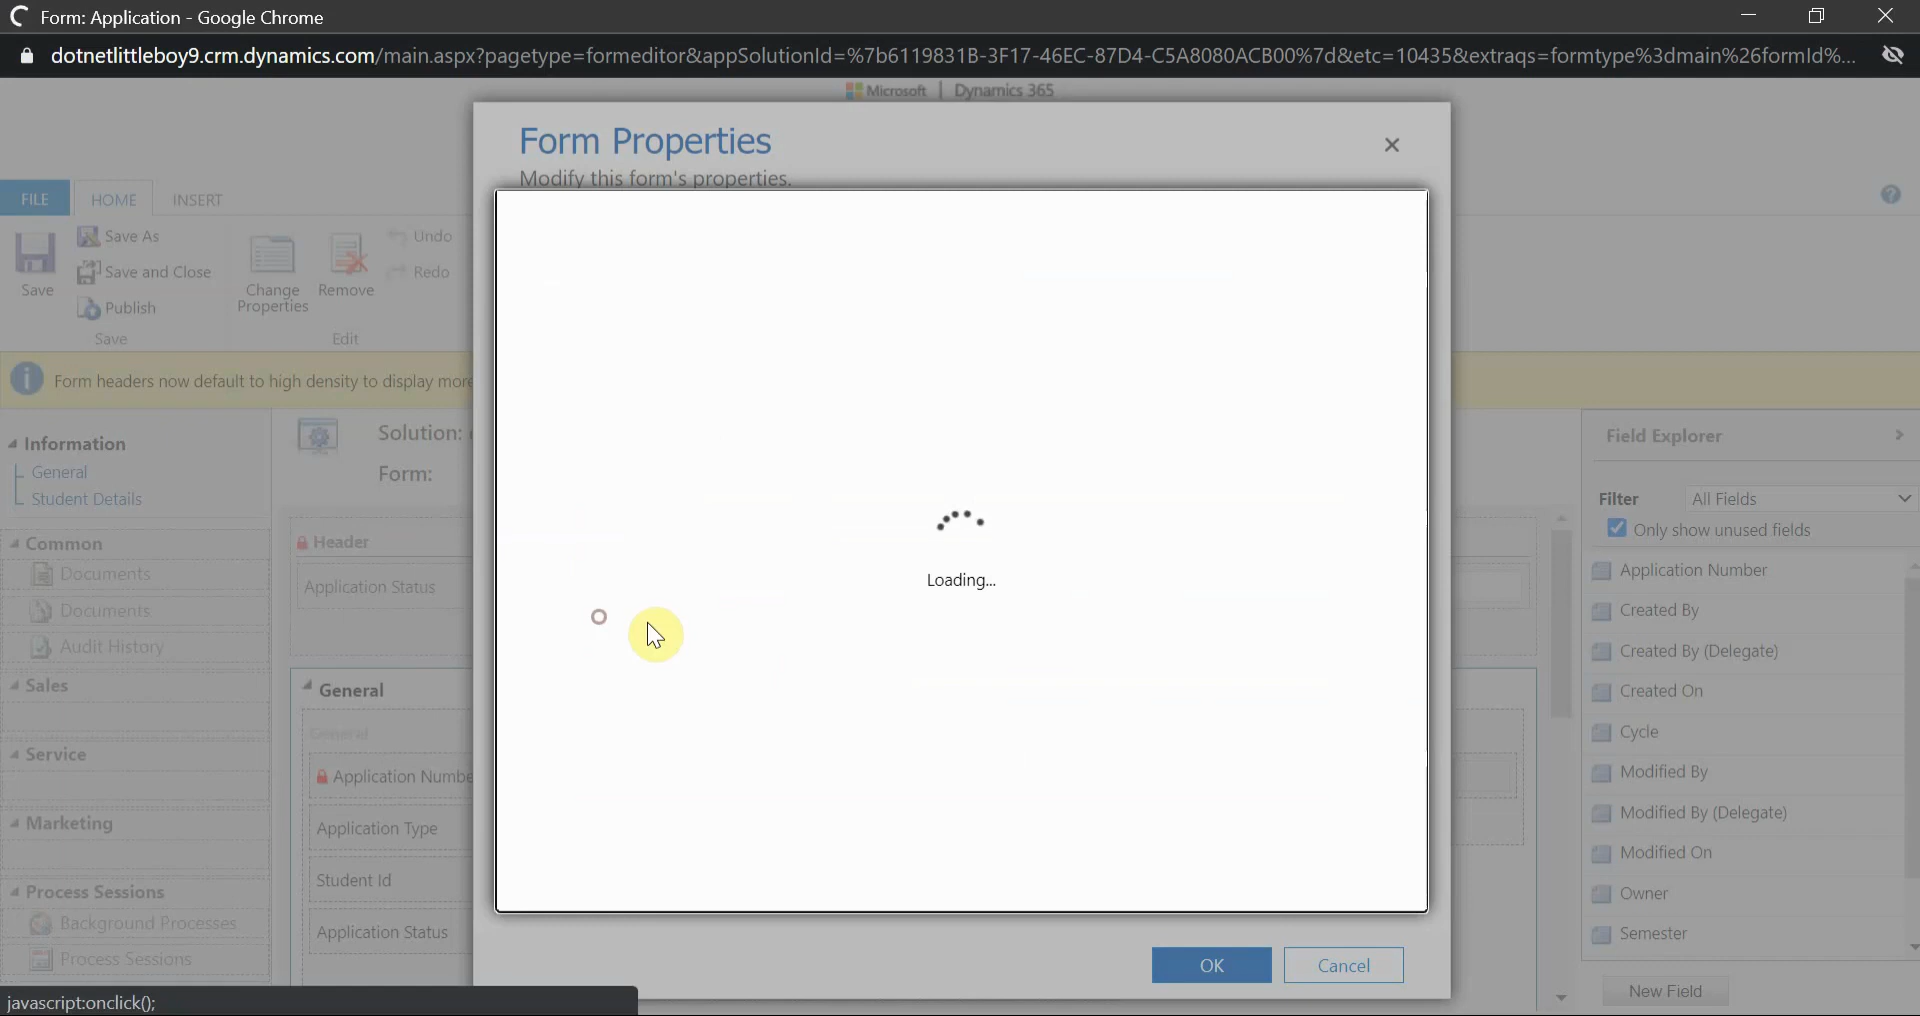 Form: Application - Google Chrome
dotnetlittleboy9.crm.dynamics.com/main.aspx?pagetype=formeditor&appSolutionId=%7b6119831B-3F17-46EC-87D4-C5A8080ACB00%7d&etc=10435&extraqs=formtype%3dmain%26formId%...
Microsoft | Dynamics 365
Form Properties
Modify this form's properties.
FILE HOME INSERT
Save
Save As
Save and Close
Publish
Save
Change Properties
Remove
Undo
Redo
Edit
Form headers now default to high density to display more
Information
General
Student Details
Common
Documents
Documents
Audit History
Sales
Service
Marketing
Process Sessions
Background Processes
Process Sessions
javascript:onclick();
Solution:
Form:
Header
Application Status
General
General
Application Numbe
Application Type
Student Id
Application Status
Loading...
OK
Cancel
Field Explorer
Filter
All Fields
Only show unused fields
Application Number
Created By
Created By (Delegate)
Created On
Cycle
Modified By
Modified By (Delegate)
Modified On
Owner
Semester
New Field